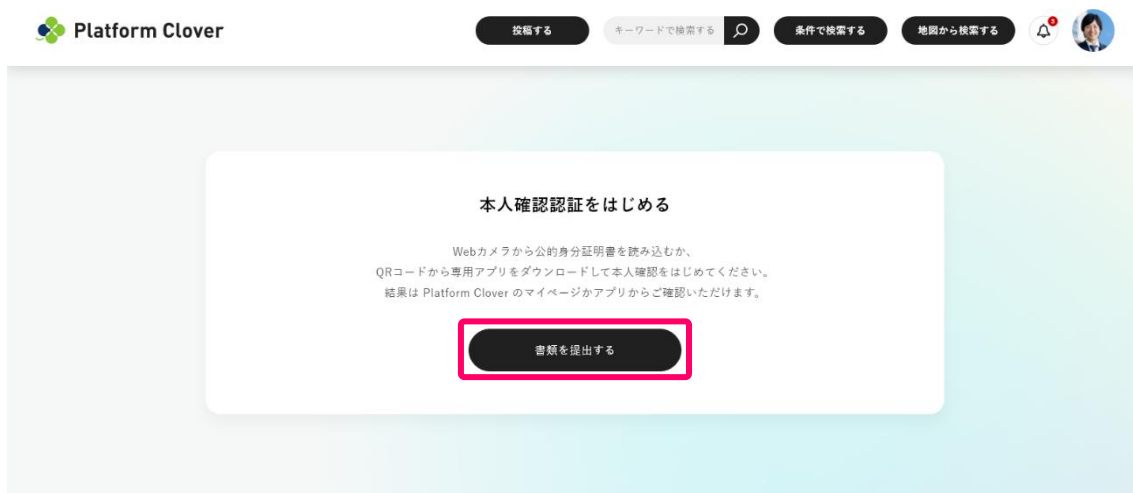 Platform Clover
投稿する
キーワードで検索する
条件で検索する
地図から検索する
3
本人確認認証をはじめる
Webカメラから公的身分証明書を読み込むか、
QRコードから専用アプリをダウンロードして本人確認をはじめてください。
結果は Platform Clover のマイページかアプリからご確認いただけます。
書類を提出する